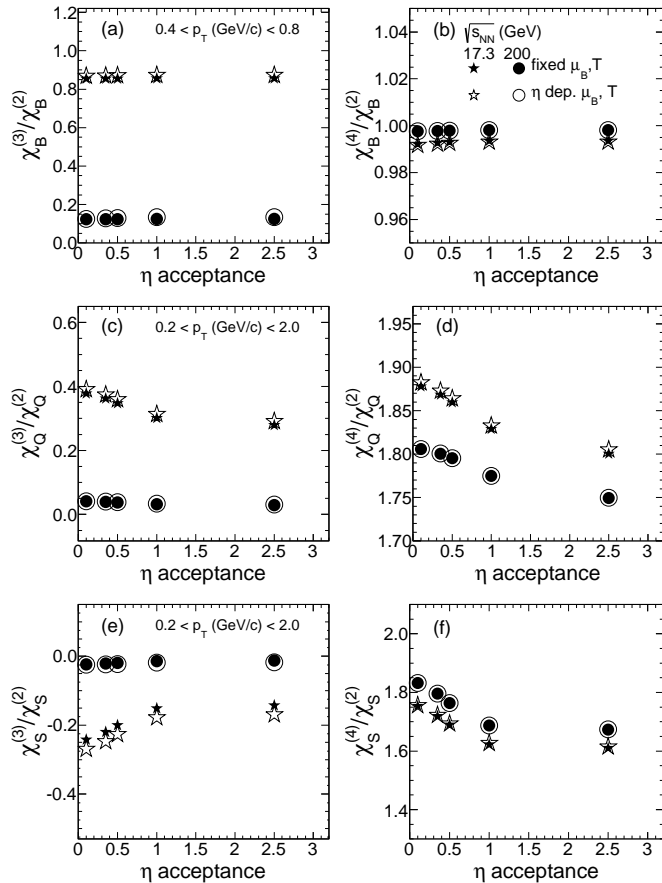 (a) 0.4 < p_T (GeV/c) < 0.8
χ_B^(3)/χ_B^(2)
1.2
1.0
0.8
0.6
0.4
0.2
0.0
0 0.5 1 1.5 2 2.5 3
η acceptance
(b)
√s_NN (GeV)
17.3 200
fixed μ_B,T
η dep. μ_B, T
χ_B^(4)/χ_B^(2)
1.04
1.02
1.00
0.98
0.96
0 0.5 1 1.5 2 2.5 3
η acceptance
(c) 0.2 < p_T (GeV/c) < 2.0
χ_Q^(3)/χ_Q^(2)
0.6
0.4
0.2
0.0
0 0.5 1 1.5 2 2.5 3
η acceptance
(d)
χ_Q^(4)/χ_Q^(2)
1.95
1.90
1.85
1.80
1.75
1.70
0 0.5 1 1.5 2 2.5 3
η acceptance
(e) 0.2 < p_T (GeV/c) < 2.0
χ_S^(3)/χ_S^(2)
0.0
-0.2
-0.4
0 0.5 1 1.5 2 2.5 3
η acceptance
(f)
χ_S^(4)/χ_S^(2)
2.0
1.8
1.6
1.4
0 0.5 1 1.5 2 2.5 3
η acceptance